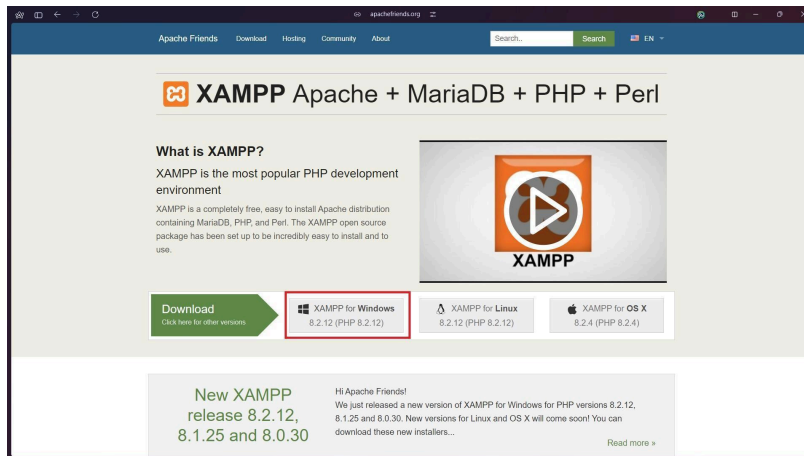 apachefriends.org
Apache Friends Download Hosting Community About Search.. Search EN
XAMPP Apache + MariaDB + PHP + Perl
What is XAMPP?
XAMPP is the most popular PHP development
environment
XAMPP is a completely free, easy to install Apache distribution
containing MariaDB, PHP, and Perl. The XAMPP open source
package has been set up to be incredibly easy to install and to
use.
XAMPP
Download
Click here for other versions
XAMPP for Windows
8.2.12 (PHP 8.2.12)
XAMPP for Linux
8.2.12 (PHP 8.2.12)
XAMPP for OS X
8.2.4 (PHP 8.2.4)
New XAMPP
release 8.2.12,
8.1.25 and 8.0.30
Hi Apache Friends!
We just released a new version of XAMPP for Windows for PHP versions 8.2.12,
8.1.25 and 8.0.30. New versions for Linux and OS X will come soon! You can
download these new installers...
Read more »